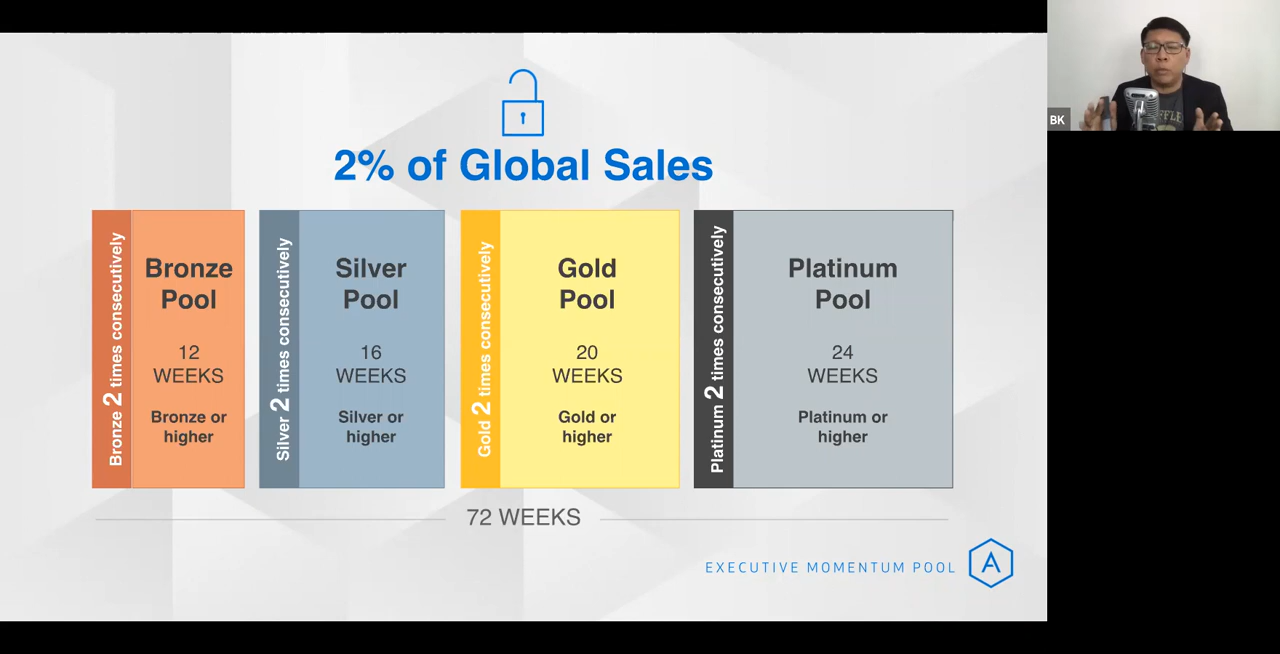 BK
2% of Global Sales
Bronze 2 times consecutively
Bronze
Pool
12
WEEKS
Bronze or
higher
Silver 2 times consecutively
Silver
Pool
16
WEEKS
Silver or
higher
Gold 2 times consecutively
Gold
Pool
20
WEEKS
Gold or
higher
Platinum 2 times consecutively
Platinum
Pool
24
WEEKS
Platinum or
higher
72 WEEKS
EXECUTIVE MOMENTUM POOL
A